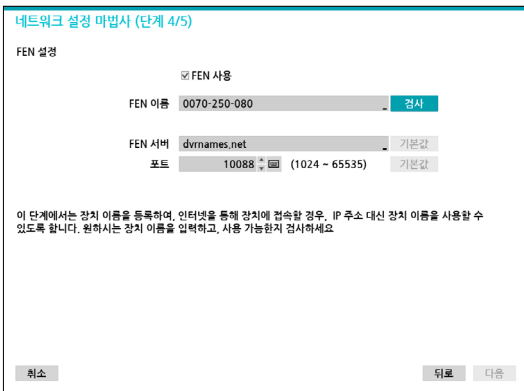 네트워크 설정 마법사 (단계 4/5)
FEN 설정
FEN 사용
FEN 이름 0070-250-080 검사
FEN 서버 dvrnames.net 기본값
포트 10088 (1024 ~ 65535) 기본값
이 단계에서는 장치 이름을 등록하여, 인터넷을 통해 장치에 접속할 경우, IP 주소 대신 장치 이름을 사용할 수
있도록 합니다. 원하시는 장치 이름을 입력하고, 사용 가능한지 검사하세요
취소 뒤로 다음